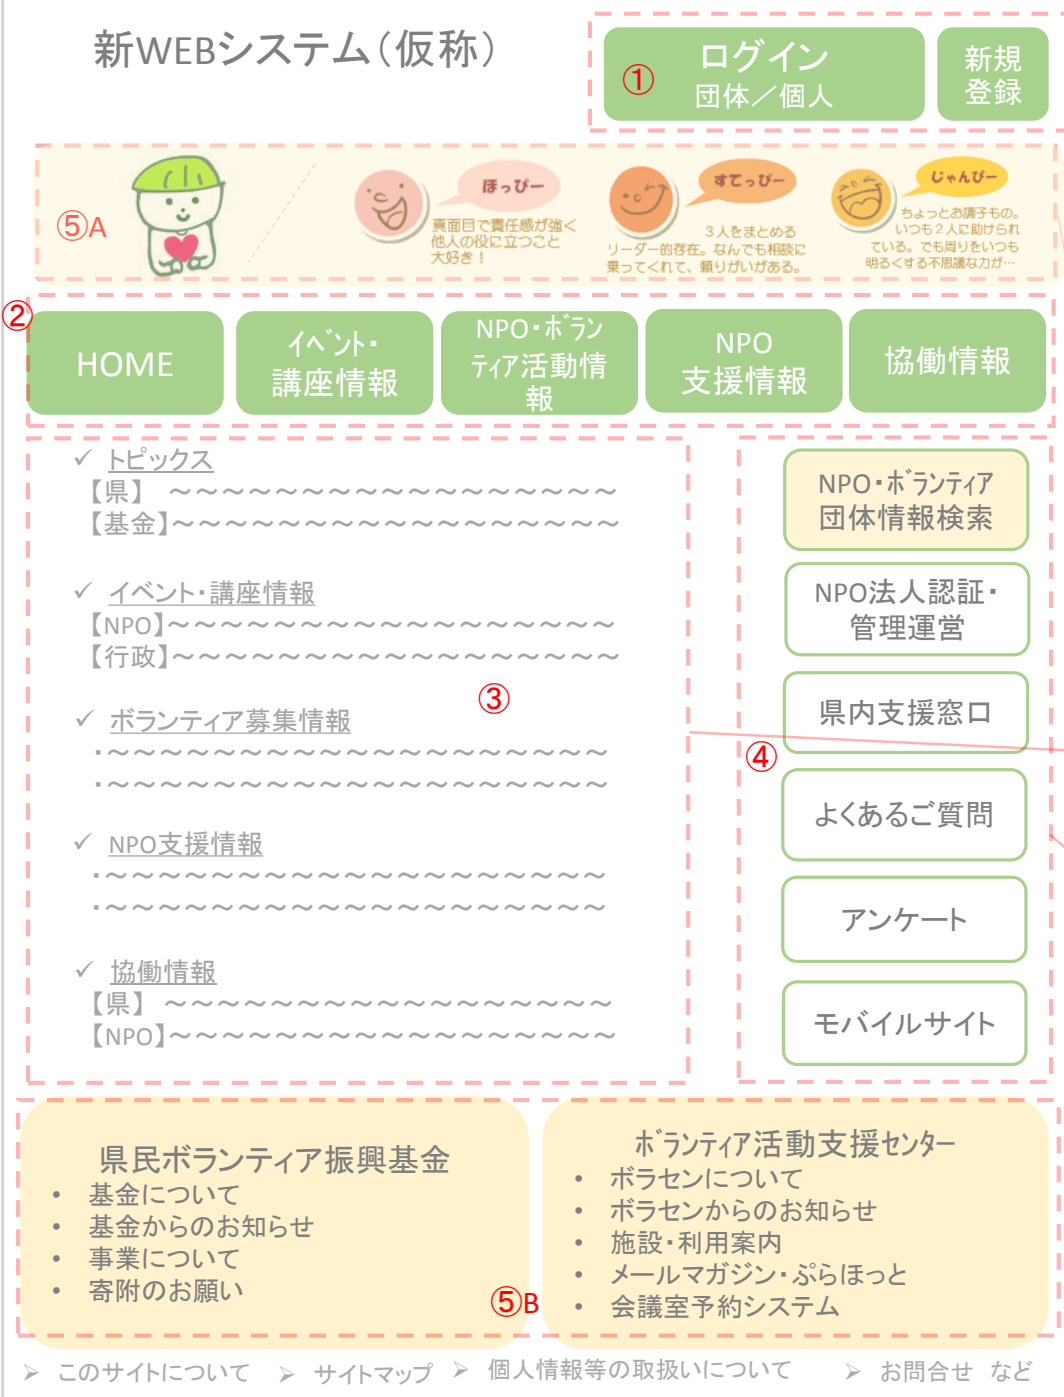 新WEBシステム（仮称）
①
ログイン
団体／個人
新規
登録
⑤A
ほっぴー
真面目で責任感が強く
他人の役に立つこと
大好き！
すてっぴー
３人をまとめる
リーダー的存在。なんでも相談に
乗ってくれて、頼りがいがある。
じゃんぴー
ちょっとお調子もの。
いつも２人に助けられ
ている。でも周りをいつも
明るくする不思議な力が…
②
HOME
ｲﾍﾞﾝﾄ・
講座情報
NPO・ﾎﾞﾗﾝ
ﾃｨｱ活動情
報
NPO
支援情報
協働情報
✓ トピックス
【県】 ～～～～～～～～～～～～～～～～～
【基金】～～～～～～～～～～～～～～～～～
✓ イベント・講座情報
【NPO】～～～～～～～～～～～～～～～～～
【行政】～～～～～～～～～～～～～～～～～
③
✓ ボランティア募集情報
・～～～～～～～～～～～～～～～～～～～
・～～～～～～～～～～～～～～～～～～～
✓ NPO支援情報
・～～～～～～～～～～～～～～～～～～～
・～～～～～～～～～～～～～～～～～～～
✓ 協働情報
【県】 ～～～～～～～～～～～～～～～～～
【NPO】～～～～～～～～～～～～～～～～～
NPO・ﾎﾞﾗﾝﾃｨｱ
団体情報検索
NPO法人認証・
管理運営
県内支援窓口
④
よくあるご質問
アンケート
モバイルサイト
県民ボランティア振興基金
• 基金について
• 基金からのお知らせ
• 事業について
• 寄附のお願い
⑤B
ﾎﾞﾗﾝﾃｨｱ活動支援ｾﾝﾀｰ
• ボラセンについて
• ボラセンからのお知らせ
• 施設・利用案内
• メールマガジン・ぷらほっと
• 会議室予約システム
➢ このサイトについて ➢ サイトマップ ➢ 個人情報等の取扱いについて ➢ お問合せ など